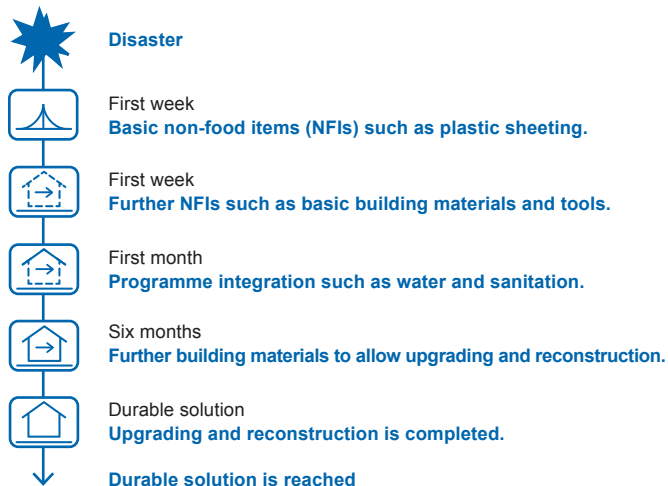 Disaster
First week
Basic non-food items (NFIs) such as plastic sheeting.
First week
Further NFIs such as basic building materials and tools.
First month
Programme integration such as water and sanitation.
Six months
Further building materials to allow upgrading and reconstruction.
Durable solution
Upgrading and reconstruction is completed.
Durable solution is reached